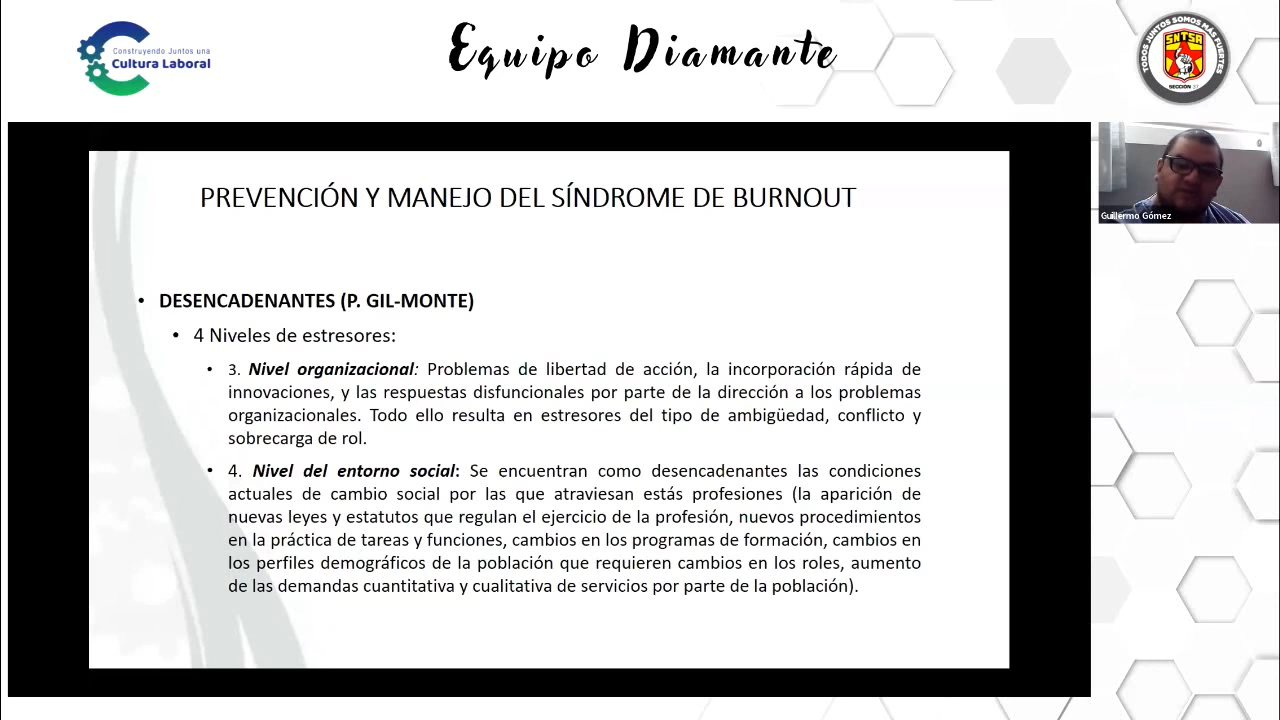 Construyendo Juntos una
Cultura Laboral
Equipo Diamante
TODOS JUNTOS SOMOS MÁS FUERTES
SNTSA
SECCIÓN
Guillermo Gómez
PREVENCIÓN Y MANEJO DEL SÍNDROME DE BURNOUT
• DESENCADENANTES (P. GIL-MONTE)
• 4 Niveles de estresores:
• 3. Nivel organizacional: Problemas de libertad de acción, la incorporación rápida de
innovaciones, y las respuestas disfuncionales por parte de la dirección a los problemas
organizacionales. Todo ello resulta en estresores del tipo de ambigüedad, conflicto y
sobrecarga de rol.
• 4. Nivel del entorno social: Se encuentran como desencadenantes las condiciones
actuales de cambio social por las que atraviesan estás profesiones (la aparición de
nuevas leyes y estatutos que regulan el ejercicio de la profesión, nuevos procedimientos
en la práctica de tareas y funciones, cambios en los programas de formación, cambios en
los perfiles demográficos de la población que requieren cambios en los roles, aumento
de las demandas cuantitativa y cualitativa de servicios por parte de la población).